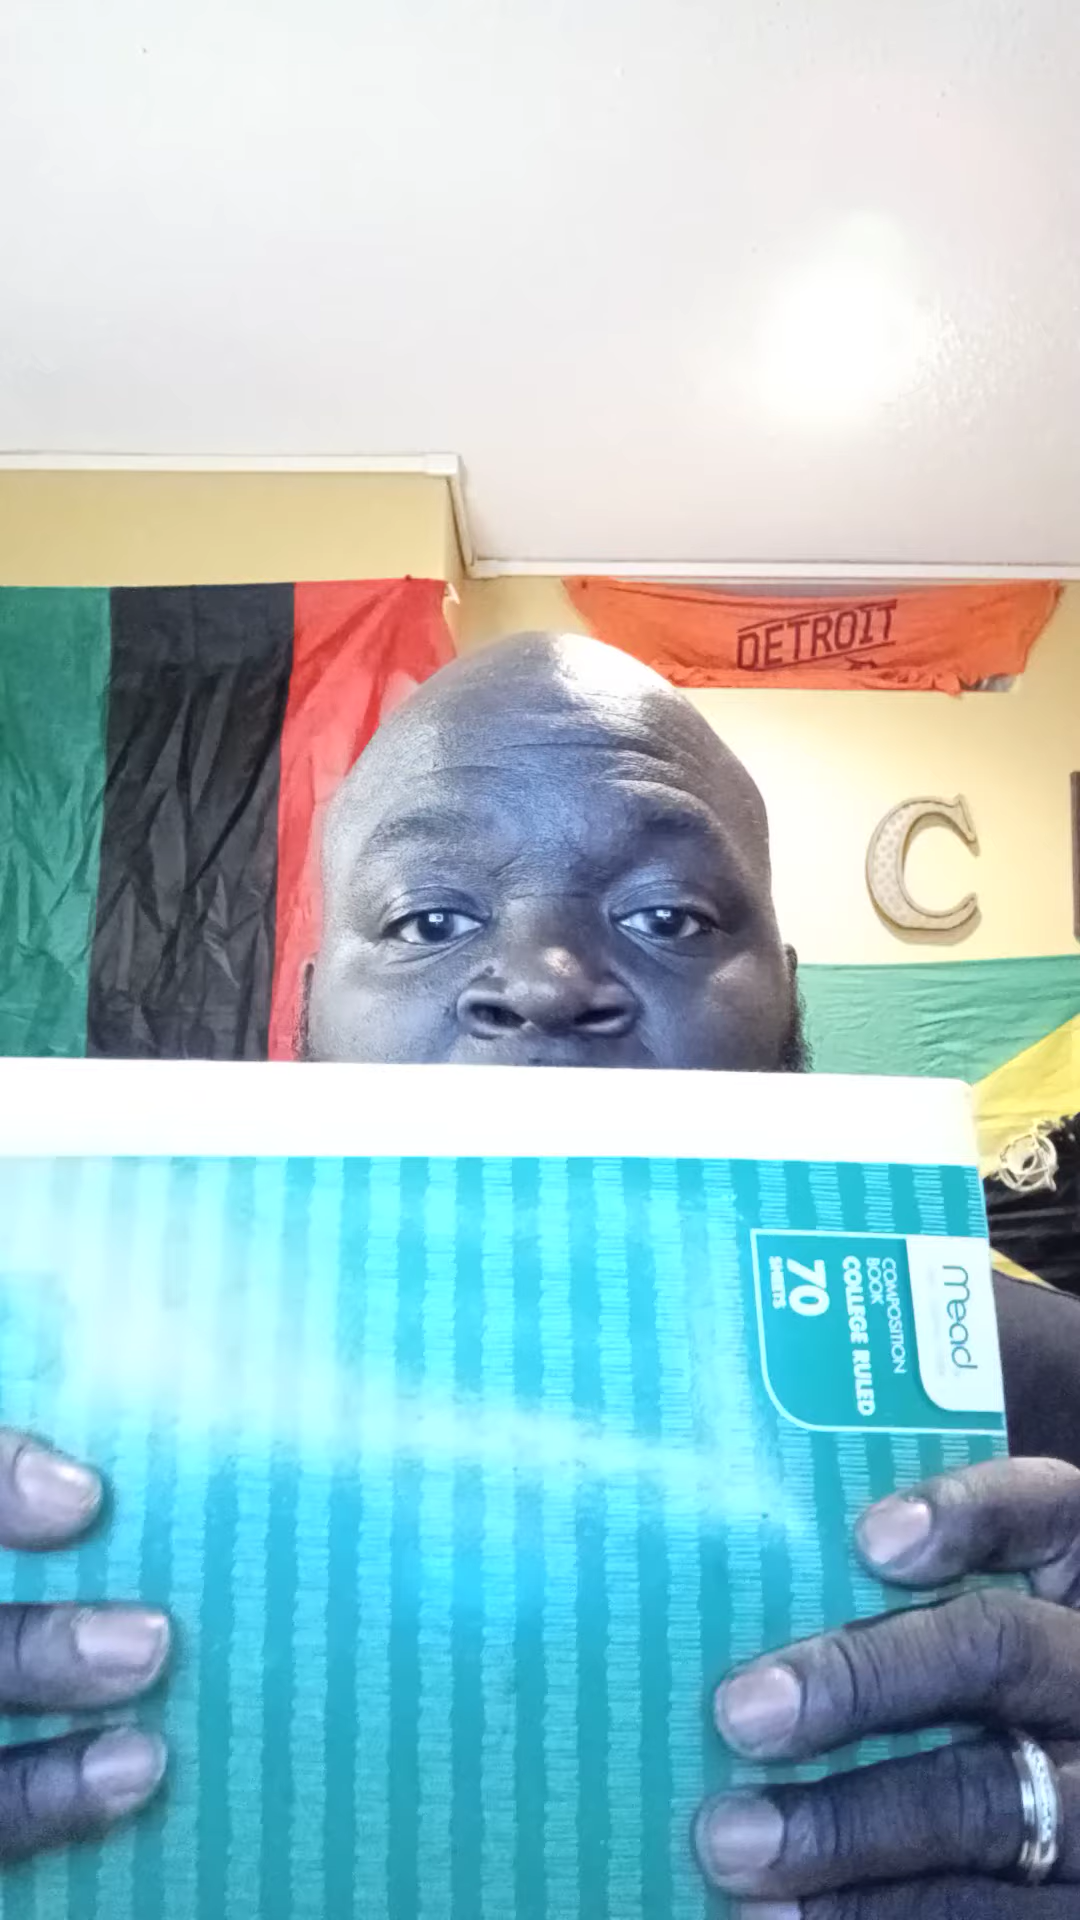 DETROIT
C
mead
COMPOSITION
BOOK
COLLEGE RULED
70
SHEETS